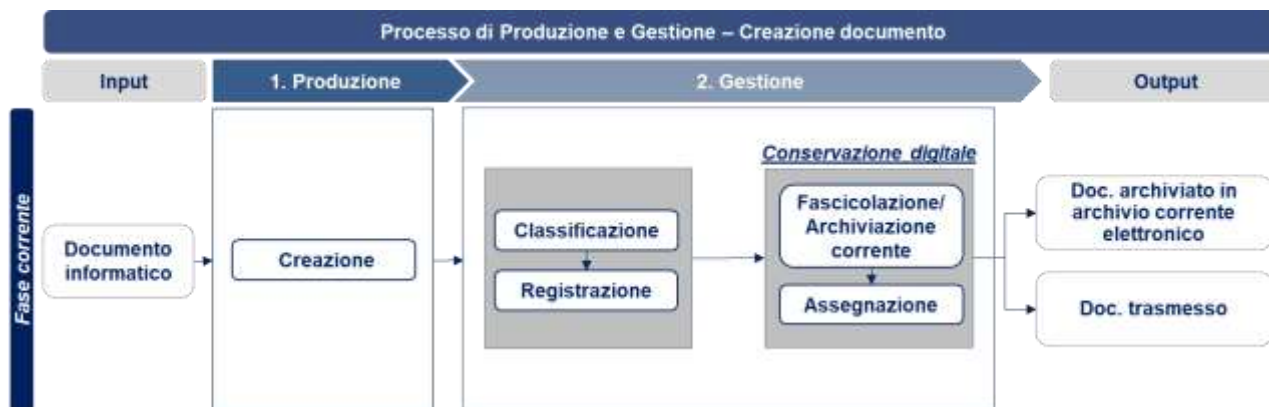 Processo di Produzione e Gestione – Creazione documento
Input
1. Produzione
2. Gestione
Output
Fase corrente
Documento
informatico
Creazione
Classificazione
Registrazione
Conservazione digitale
Fascicolazione/
Archiviazione
corrente
Assegnazione
Doc. archiviato in
archivio corrente
elettronico
Doc. trasmesso